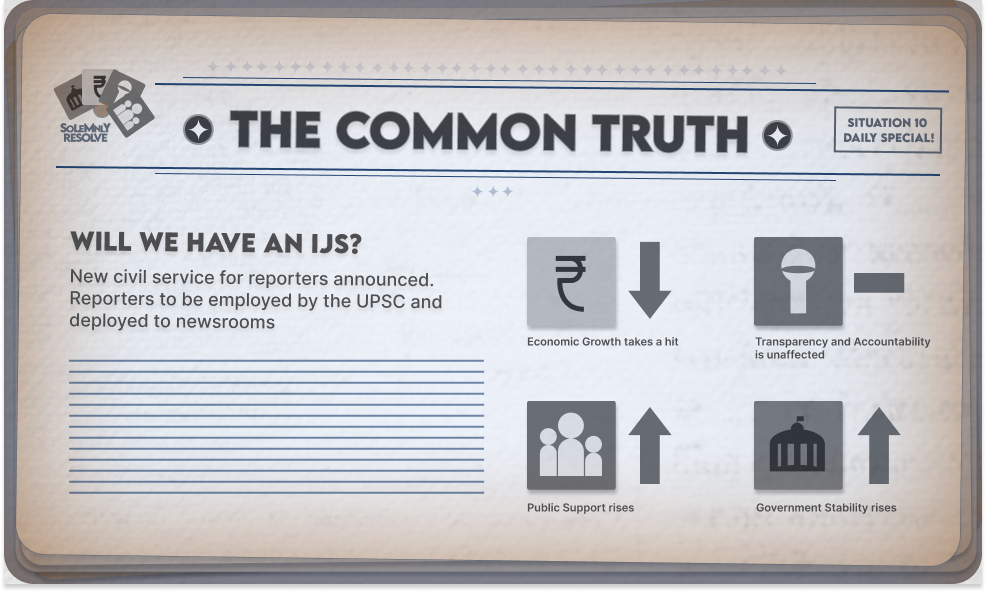 SOLEMNLY
RESOLVE
THE COMMON TRUTH
SITUATION 10
DAILY SPECIAL!
WILL WE HAVE AN IJS?
New civil service for reporters announced.
Reporters to be employed by the UPSC and
deployed to newsrooms
₹
Economic Growth takes a hit
Transparency and Accountability
is unaffected
Public Support rises
Government Stability rises